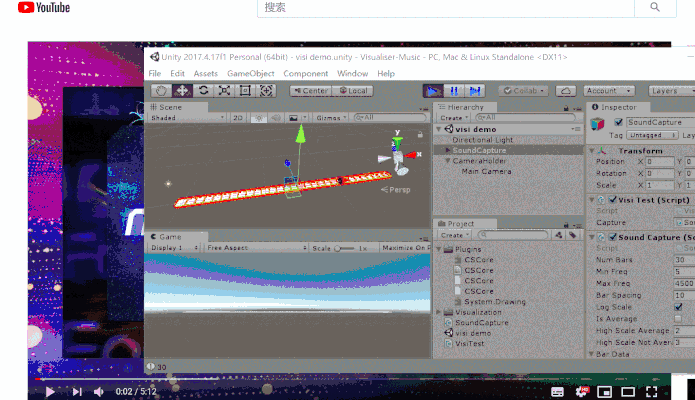 YouTube
搜索
Unity 2017.4.17f1 Personal (64bit) - visi demo.unity - Visualiser-Music - PC, Mac & Linux Standalone <DX11>
File Edit Assets GameObject Component Window Help
Center Local Collab Account Layers
Scene
Shaded 2D Gizmos All
y
x
z
Persp
Game
Display 1 Free Aspect Scale 1x Maximize On P
Hierarchy
Create All
visi demo
Directional Light
SoundCapture
CameraHolder
Main Camera
Project
Create
Plugins
CSCore
CSCore
CSCore
CSCore
System.Drawing
Visualization
SoundCapture
visi demo
VisiTest
Inspector
SoundCapture
Tag Untagged Lay
Transform
Position X 0 Y 0
Rotation X 0 Y 0
Scale X 1 Y 1
Visi Test (Script)
Script
Capture
Sound Capture (Sc
Script
Num Bars 30
Min Freq 5
Max Freq 4500
Bar Spacing 10
Log Scale
Is Average
High Scale Average 2
High Scale Not Avera 3
Bar Data
30
0:02 / 5:12